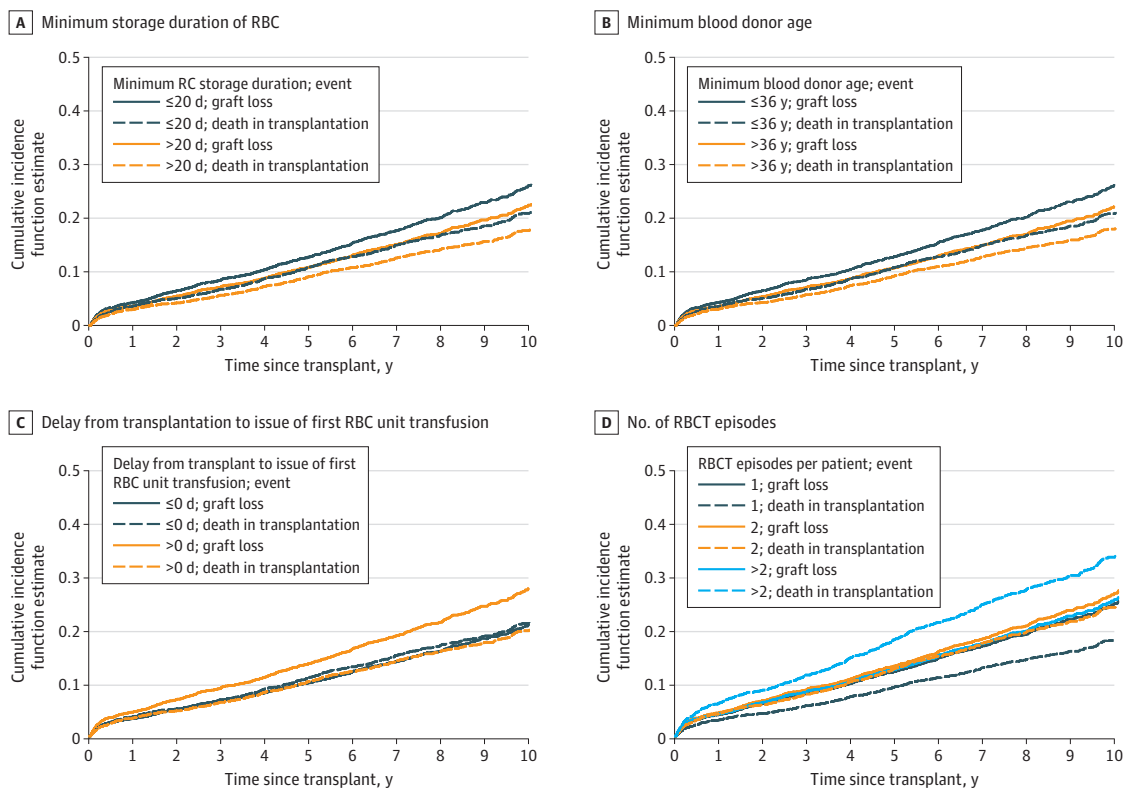 A Minimum storage duration of RBC
Cumulative incidence
function estimate
0.5
0.4
0.3
0.2
0.1
0
Minimum RC storage duration; event
≤20 d; graft loss
≤20 d; death in transplantation
>20 d; graft loss
>20 d; death in transplantation
0 1 2 3 4 5 6 7 8 9 10
Time since transplant, y
B Minimum blood donor age
Cumulative incidence
function estimate
0.5
0.4
0.3
0.2
0.1
0
Minimum blood donor age; event
≤36 y; graft loss
≤36 y; death in transplantation
>36 y; graft loss
>36 y; death in transplantation
0 1 2 3 4 5 6 7 8 9 10
Time since transplant, y
C Delay from transplantation to issue of first RBC unit transfusion
Cumulative incidence
function estimate
0.5
0.4
0.3
0.2
0.1
0
Delay from transplant to issue of first
RBC unit transfusion; event
≤0 d; graft loss
≤0 d; death in transplantation
>0 d; graft loss
>0 d; death in transplantation
0 1 2 3 4 5 6 7 8 9 10
Time since transplant, y
D No. of RBCT episodes
Cumulative incidence
function estimate
0.5
0.4
0.3
0.2
0.1
0
RBCT episodes per patient; event
1; graft loss
1; death in transplantation
2; graft loss
2; death in transplantation
>2; graft loss
>2; death in transplantation
0 1 2 3 4 5 6 7 8 9 10
Time since transplant, y